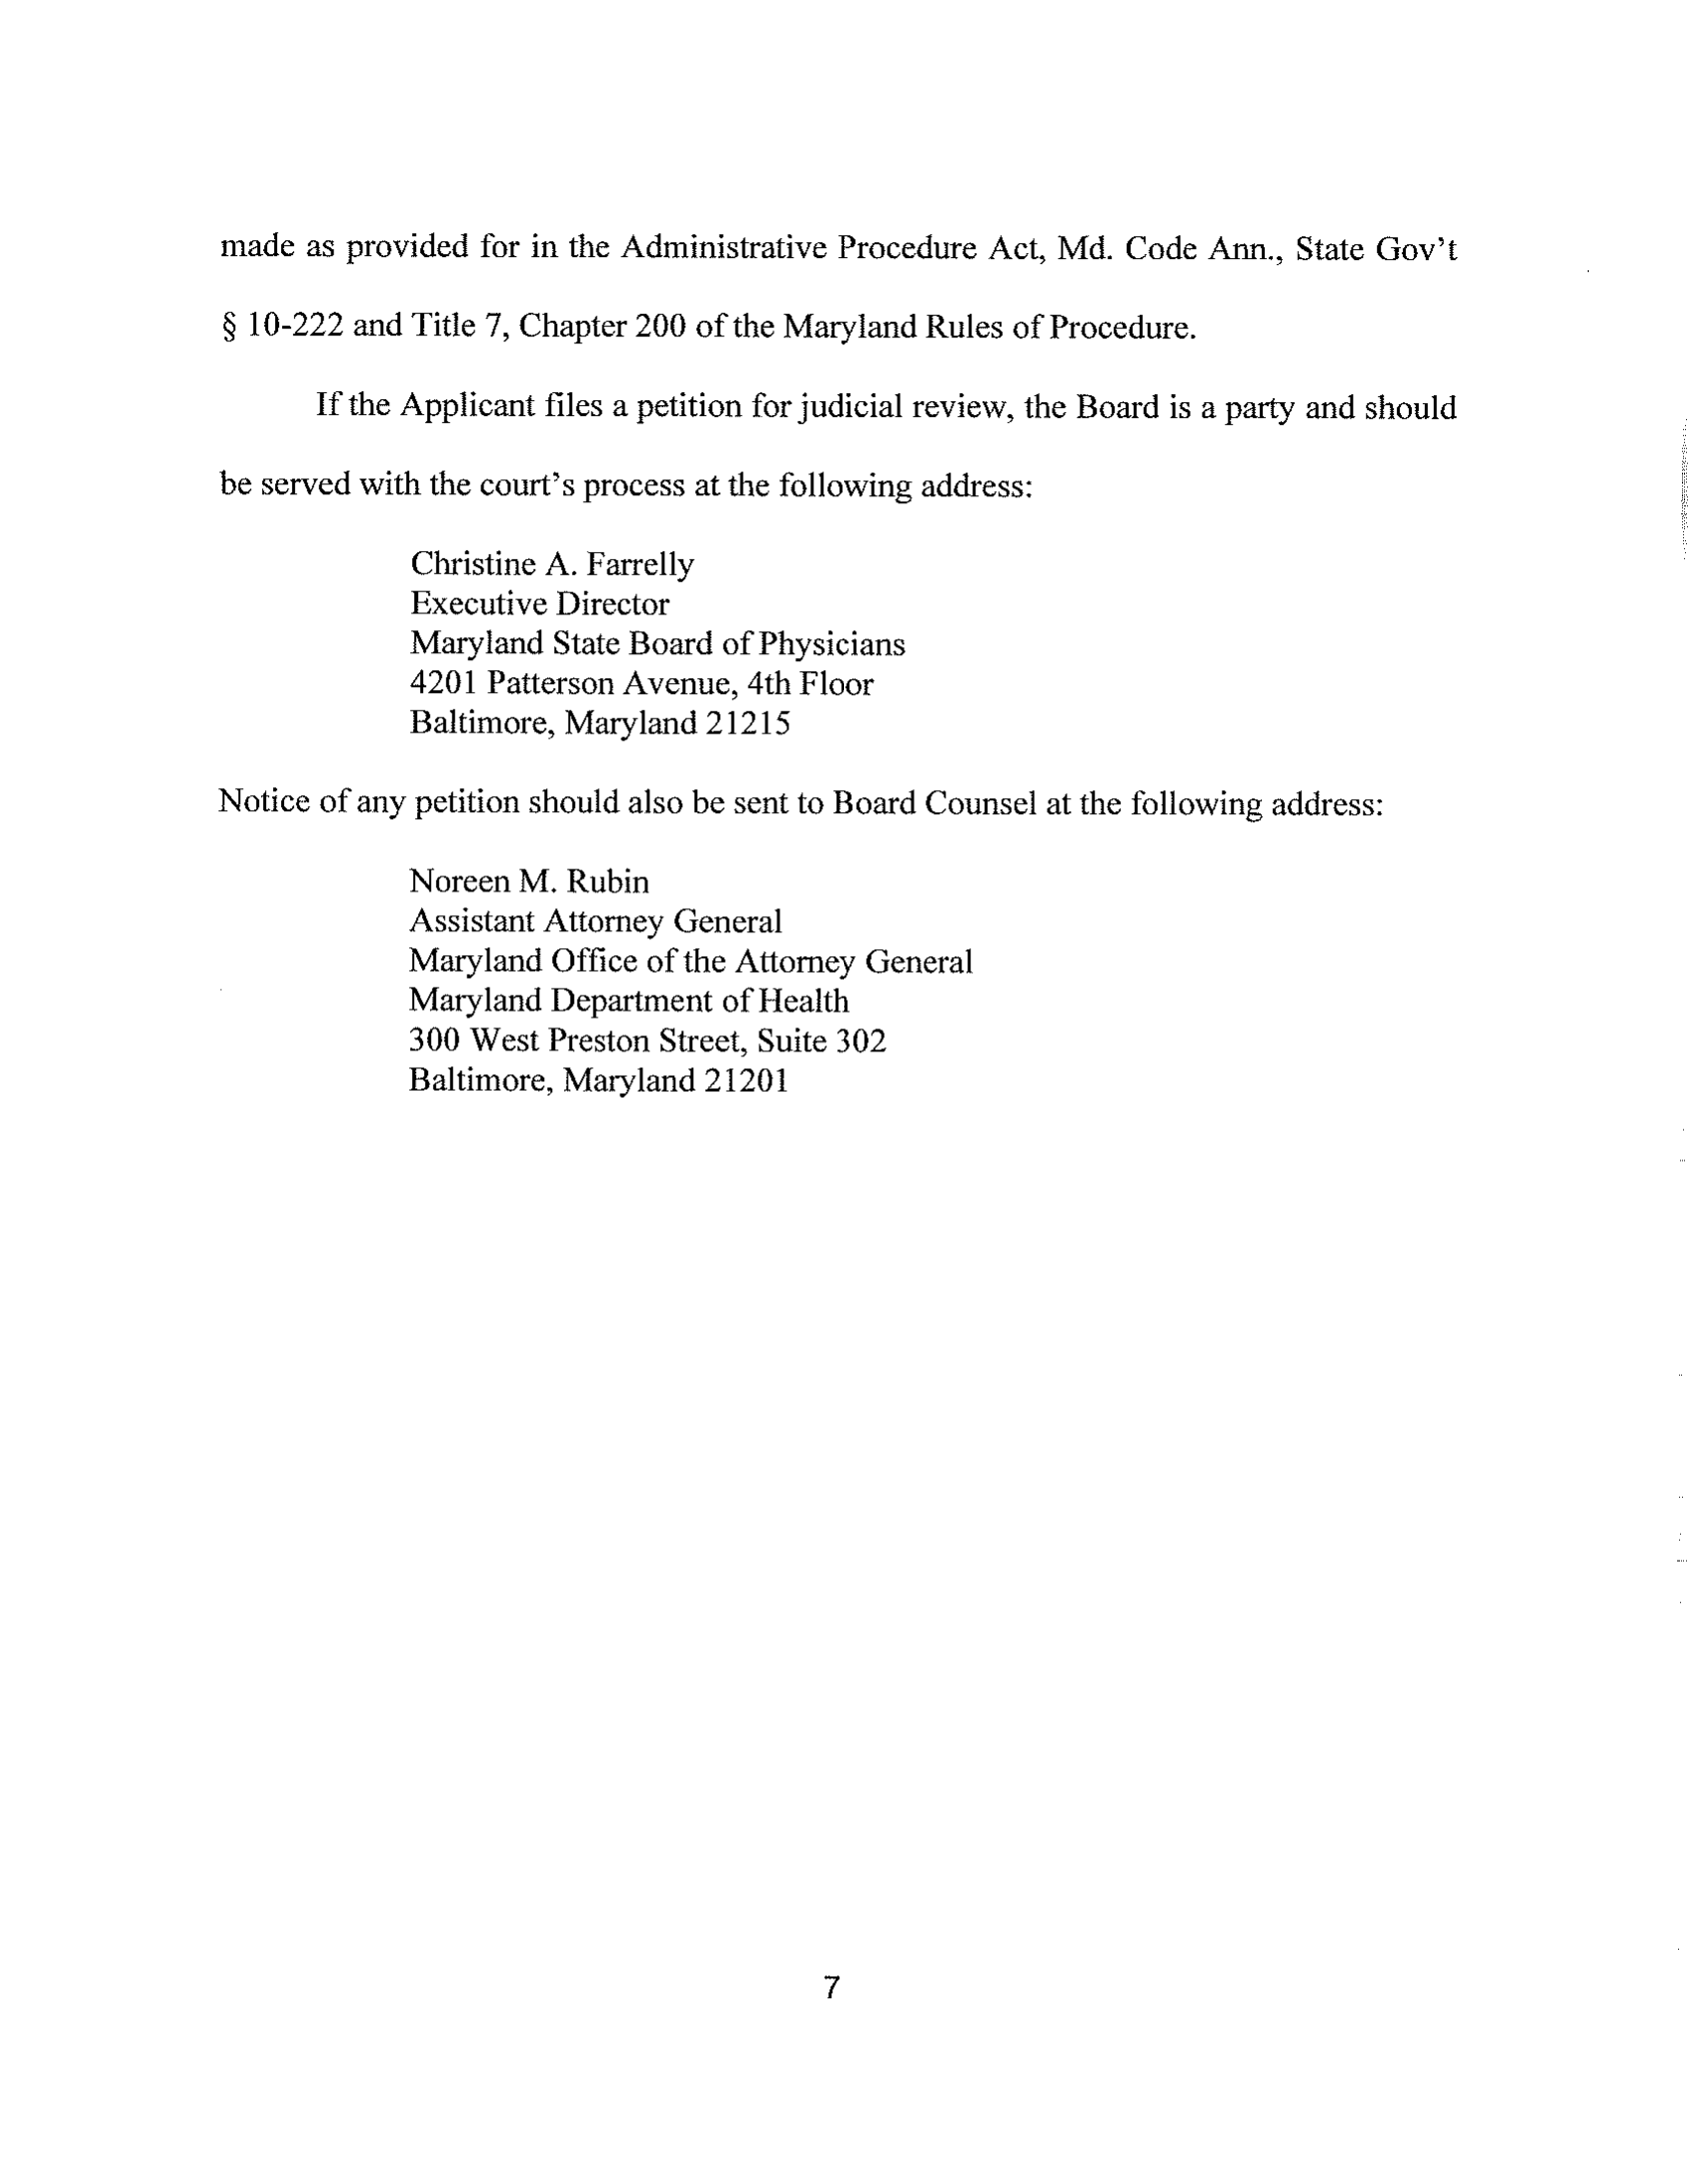 made as provided for in the Administrative Procedure Act, Md. Code Ann., State Gov't
§ 10-222 and Title 7, Chapter 200 of the Maryland Rules of Procedure.
If the Applicant files a petition for judicial review, the Board is a party and should
be served with the court's process at the following address:
Christine A. Farrelly
Executive Director
Maryland State Board of Physicians
4201 Patterson Avenue, 4th Floor
Baltimore, Maryland 21215
Notice of any petition should also be sent to Board Counsel at the following address:
Noreen M. Rubin
Assistant Attorney General
Maryland Office of the Attorney General
Maryland Department of Health
300 West Preston Street, Suite 302
Baltimore, Maryland 21201
7